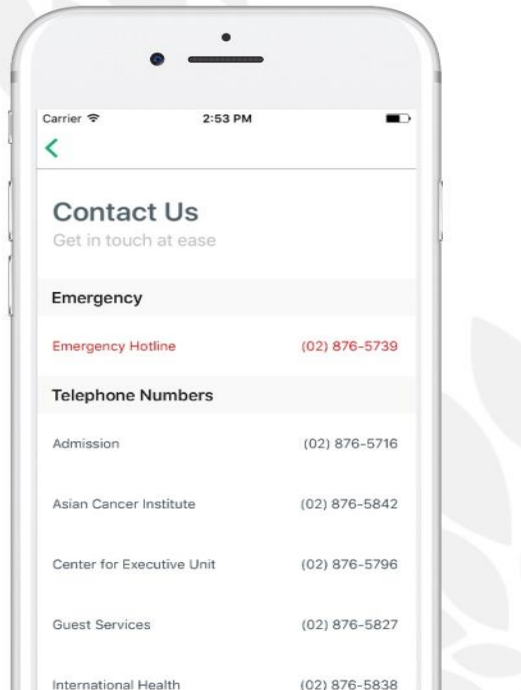 Carrier 2:53 PM
Contact Us
Get in touch at ease
Emergency
Emergency Hotline (02) 876-5739
Telephone Numbers
Admission (02) 876-5716
Asian Cancer Institute (02) 876-5842
Center for Executive Unit (02) 876-5796
Guest Services (02) 876-5827
International Health (02) 876-5838